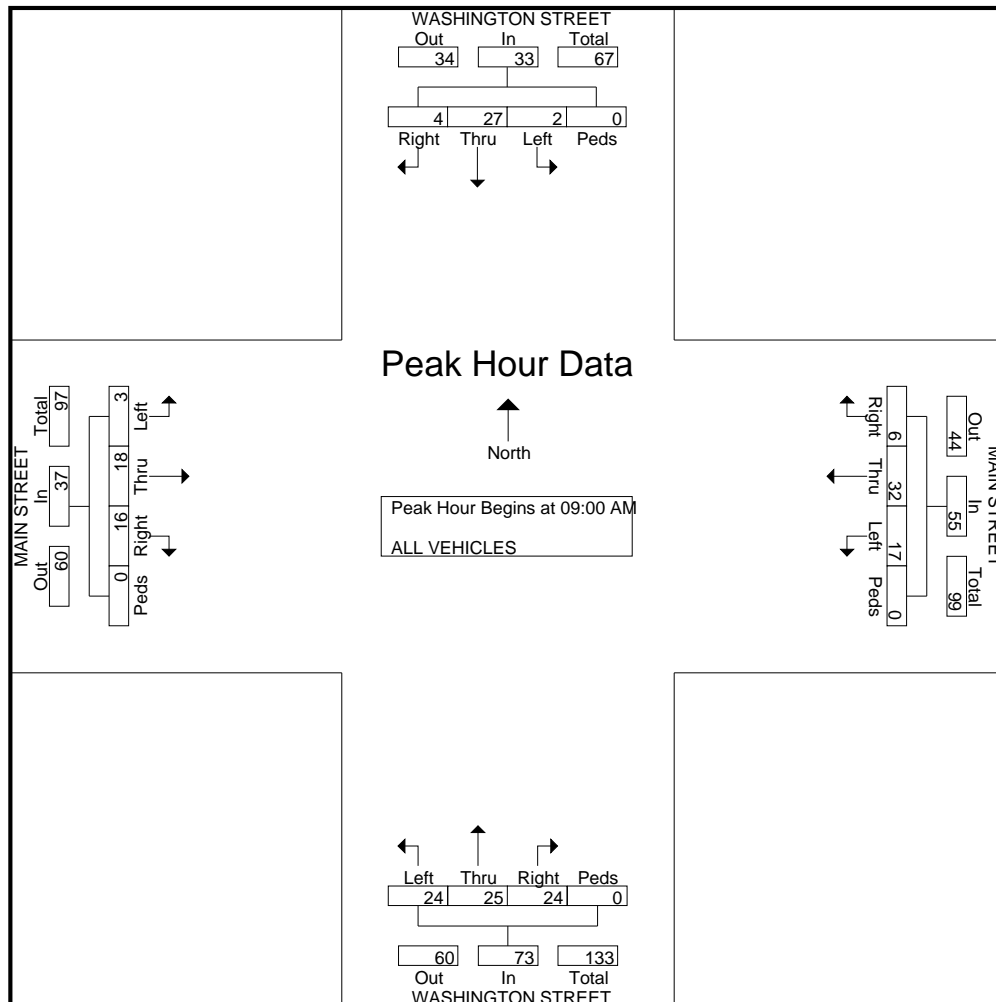 WASHINGTON STREET
Out In Total
34 33 67
4 27 2 0
Right Thru Left Peds
Peak Hour Data
North
Peak Hour Begins at 09:00 AM
ALL VEHICLES
MAIN STREET
Out In Total
60 37 97
0 16 18 3
Peds Right Thru Left
MAIN STREET
Out In Total
44 55 99
6 32 17 0
Right Thru Left Peds
Left Thru Right Peds
24 25 24 0
60 73 133
Out In Total
WASHINGTON STREET